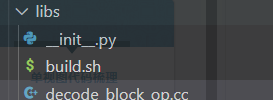 libs
__init__.py
build.sh
decode_block_op.cc